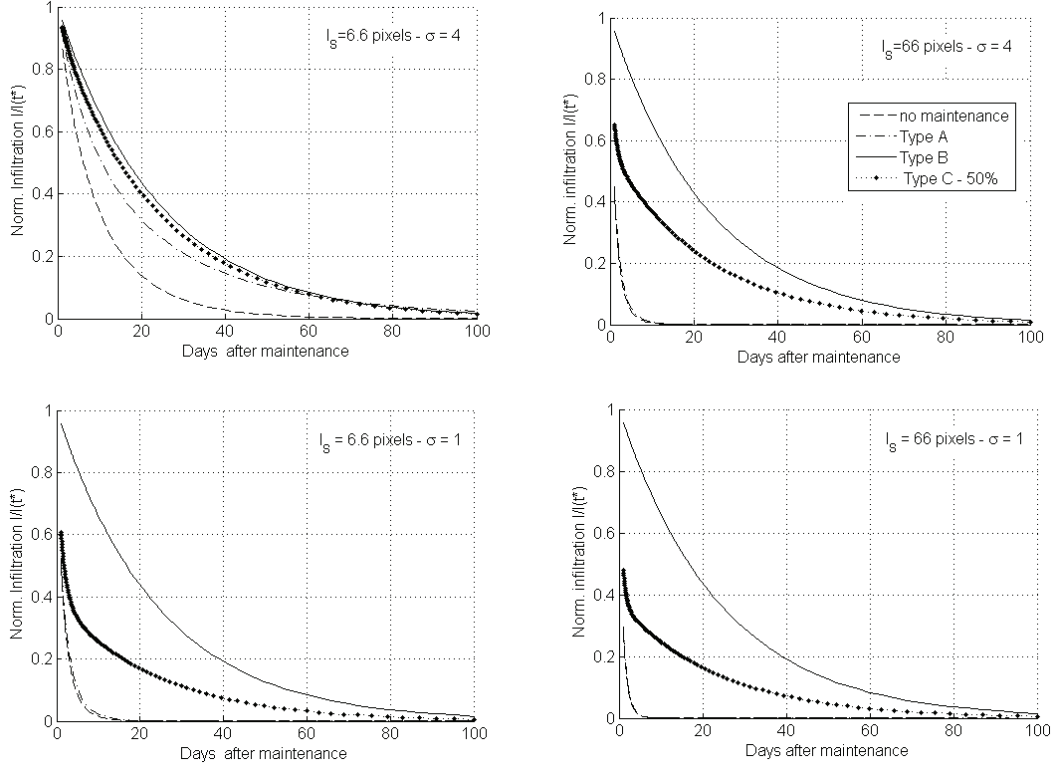 Norm. Infiltration I/I(t*)
1
0.8
0.6
0.4
0.2
0
lS=6.6 pixels - σ = 4
0 20 40 60 80 100
Days after maintenance
Norm. infiltration I/I(t*)
1
0.8
0.6
0.4
0.2
0
lS=66 pixels - σ = 4
no maintenance
Type A
Type B
Type C - 50%
0 20 40 60 80 100
Days after maintenance
Norm. Infiltration I/I(t*)
1
0.8
0.6
0.4
0.2
0
lS = 6.6 pixels - σ = 1
0 20 40 60 80 100
Days after maintenance
Norm. infiltration I/I(t*)
1
0.8
0.6
0.4
0.2
0
lS = 66 pixels - σ = 1
0 20 40 60 80 100
Days after maintenance